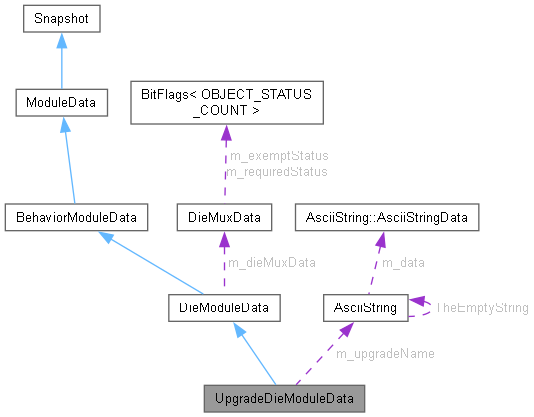 Snapshot
BitFlags< OBJECT_STATUS
_COUNT >
ModuleData
m_exemptStatus
m_requiredStatus
BehaviorModuleData
DieMuxData
AsciiString::AsciiStringData
m_dieMuxData
m_data
DieModuleData
AsciiString
TheEmptyString
m_upgradeName
UpgradeDieModuleData